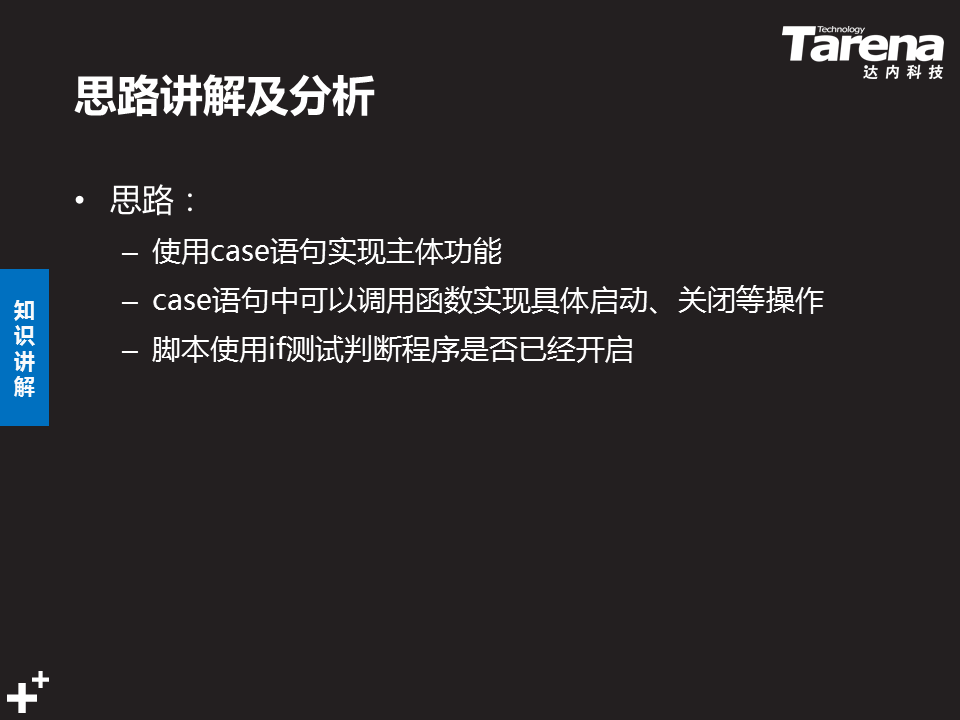 Technology
Tarena
达内科技
思路讲解及分析
• 思路：
– 使用case语句实现主体功能
– case语句中可以调用函数实现具体启动、关闭等操作
– 脚本使用if测试判断程序是否已经开启
知
识
讲
解